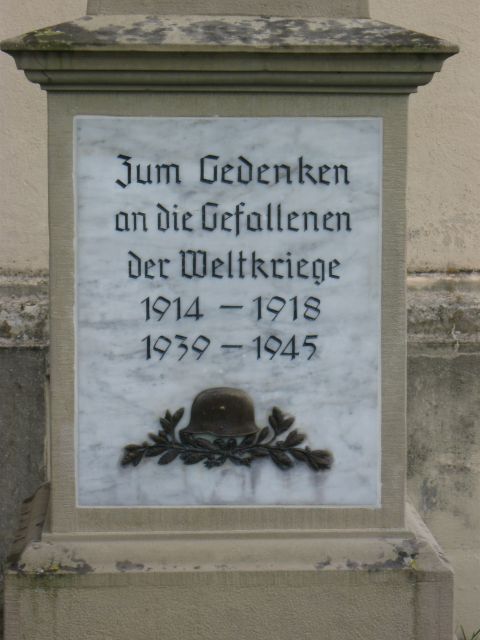 Zum Gedenken
an die Gefallenen
der Weltkriege
1914 – 1918
1939 – 1945